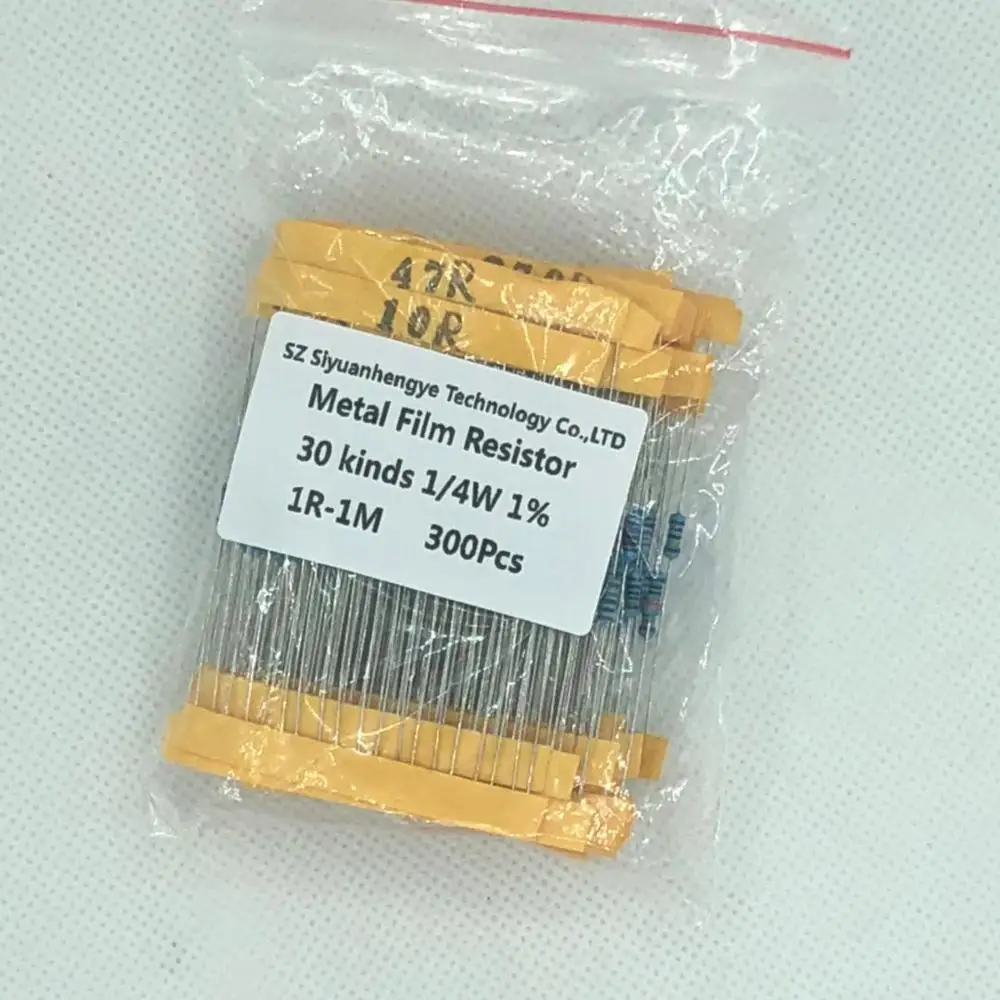 47R
10R
SZ Siyuanhengye Technology Co.,LTD
Metal Film Resistor
30 kinds 1/4W 1%
1R-1M 300Pcs